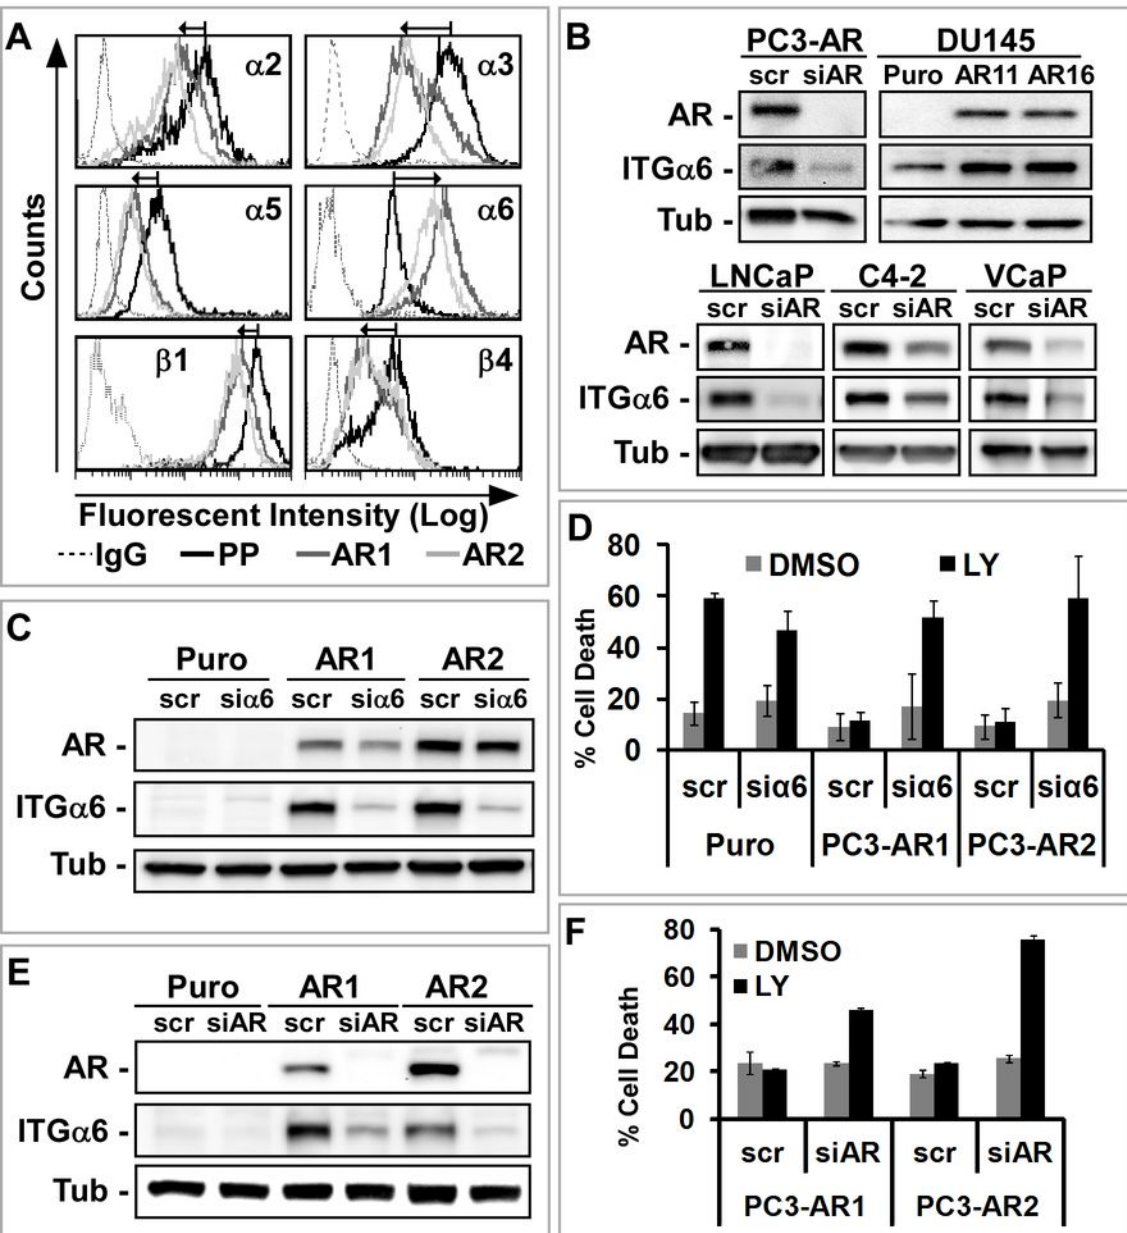 A
α2
α3
α5
α6
β1
β4
Counts
Fluorescent Intensity (Log)
IgG PP AR1 AR2
B
PC3-AR DU145
scr siAR Puro AR11 AR16
AR -
ITGα6 -
Tub -
LNCaP C4-2 VCaP
scr siAR scr siAR scr siAR
AR -
ITGα6 -
Tub -
C
Puro AR1 AR2
scr siα6 scr siα6 scr siα6
AR -
ITGα6 -
Tub -
D
DMSO LY
% Cell Death
80
60
40
20
0
scr siα6 scr siα6 scr siα6
Puro PC3-AR1 PC3-AR2
E
Puro AR1 AR2
scr siAR scr siAR scr siAR
AR -
ITGα6 -
Tub -
F
DMSO
LY
% Cell Death
80
60
40
20
0
scr siAR scr siAR
PC3-AR1 PC3-AR2